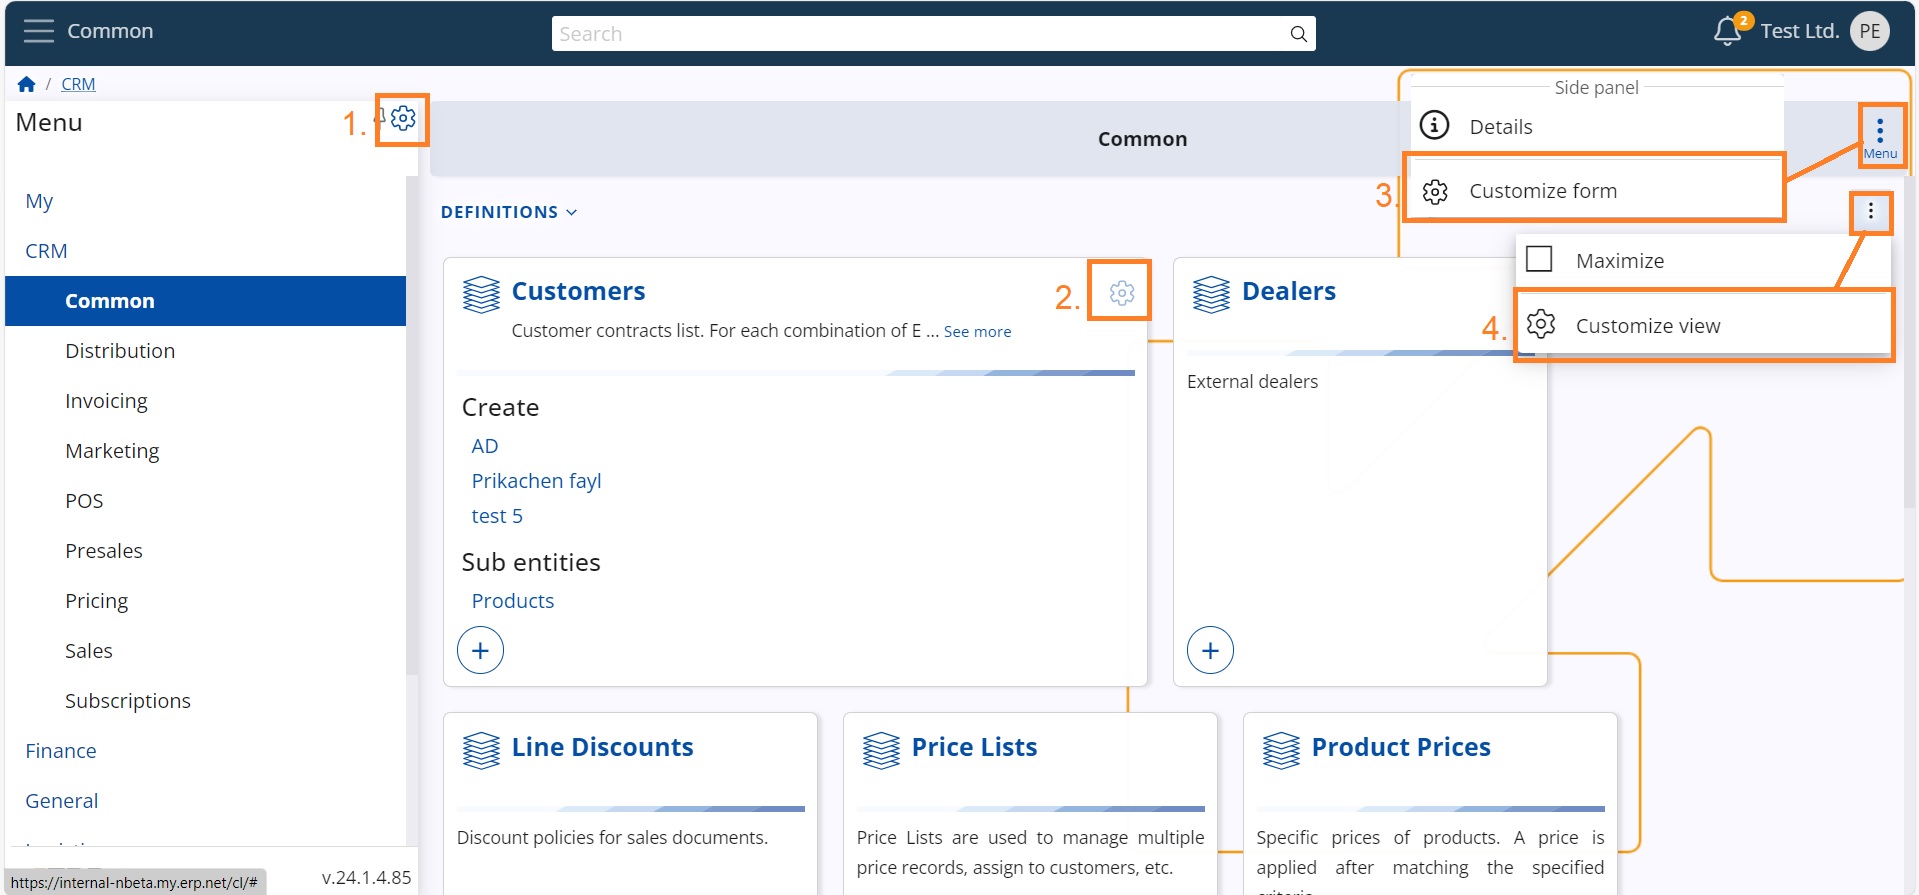 Common
Search
2
Test Ltd.
PE
/ CRM
Menu
1.
My
CRM
Common
Distribution
Invoicing
Marketing
POS
Presales
Pricing
Sales
Subscriptions
Finance
General
https://internal-nbeta.my.erp.net/cl/#
v.24.1.4.85
Common
Side panel
Details
3.
Customize form
Menu
DEFINITIONS
Maximize
4.
Customize view
Customers
2.
Customer contracts list. For each combination of E ... See more
Create
AD
Prikachen fayl
test 5
Sub entities
Products
+
Dealers
External dealers
+
Line Discounts
Discount policies for sales documents.
Price Lists
Price Lists are used to manage multiple
price records, assign to customers, etc.
Product Prices
Specific prices of products. A price is
applied after matching the specified